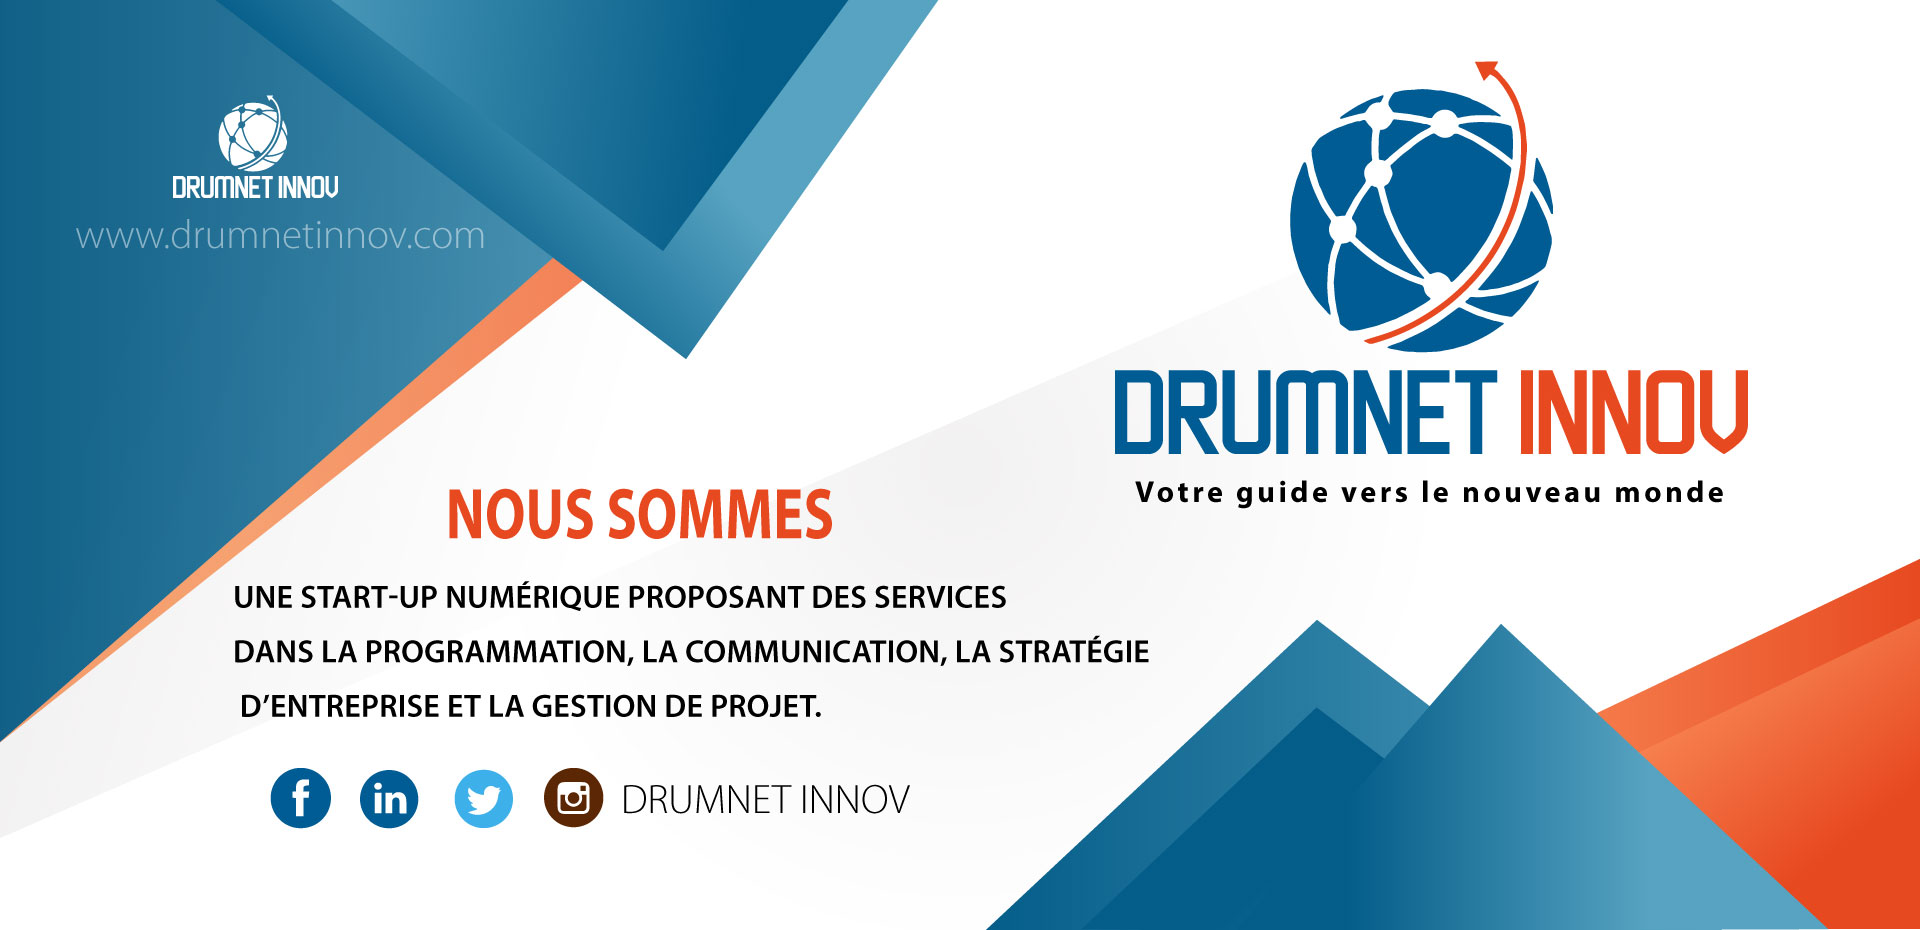 DRUMNET INNOV
www.drumnetinnov.com
DRUMNET INNOV
Votre guide vers le nouveau monde
NOUS SOMMES
UNE START-UP NUMÉRIQUE PROPOSANT DES SERVICES
DANS LA PROGRAMMATION, LA COMMUNICATION, LA STRATÉGIE
D’ENTREPRISE ET LA GESTION DE PROJET.
DRUMNET INNOV